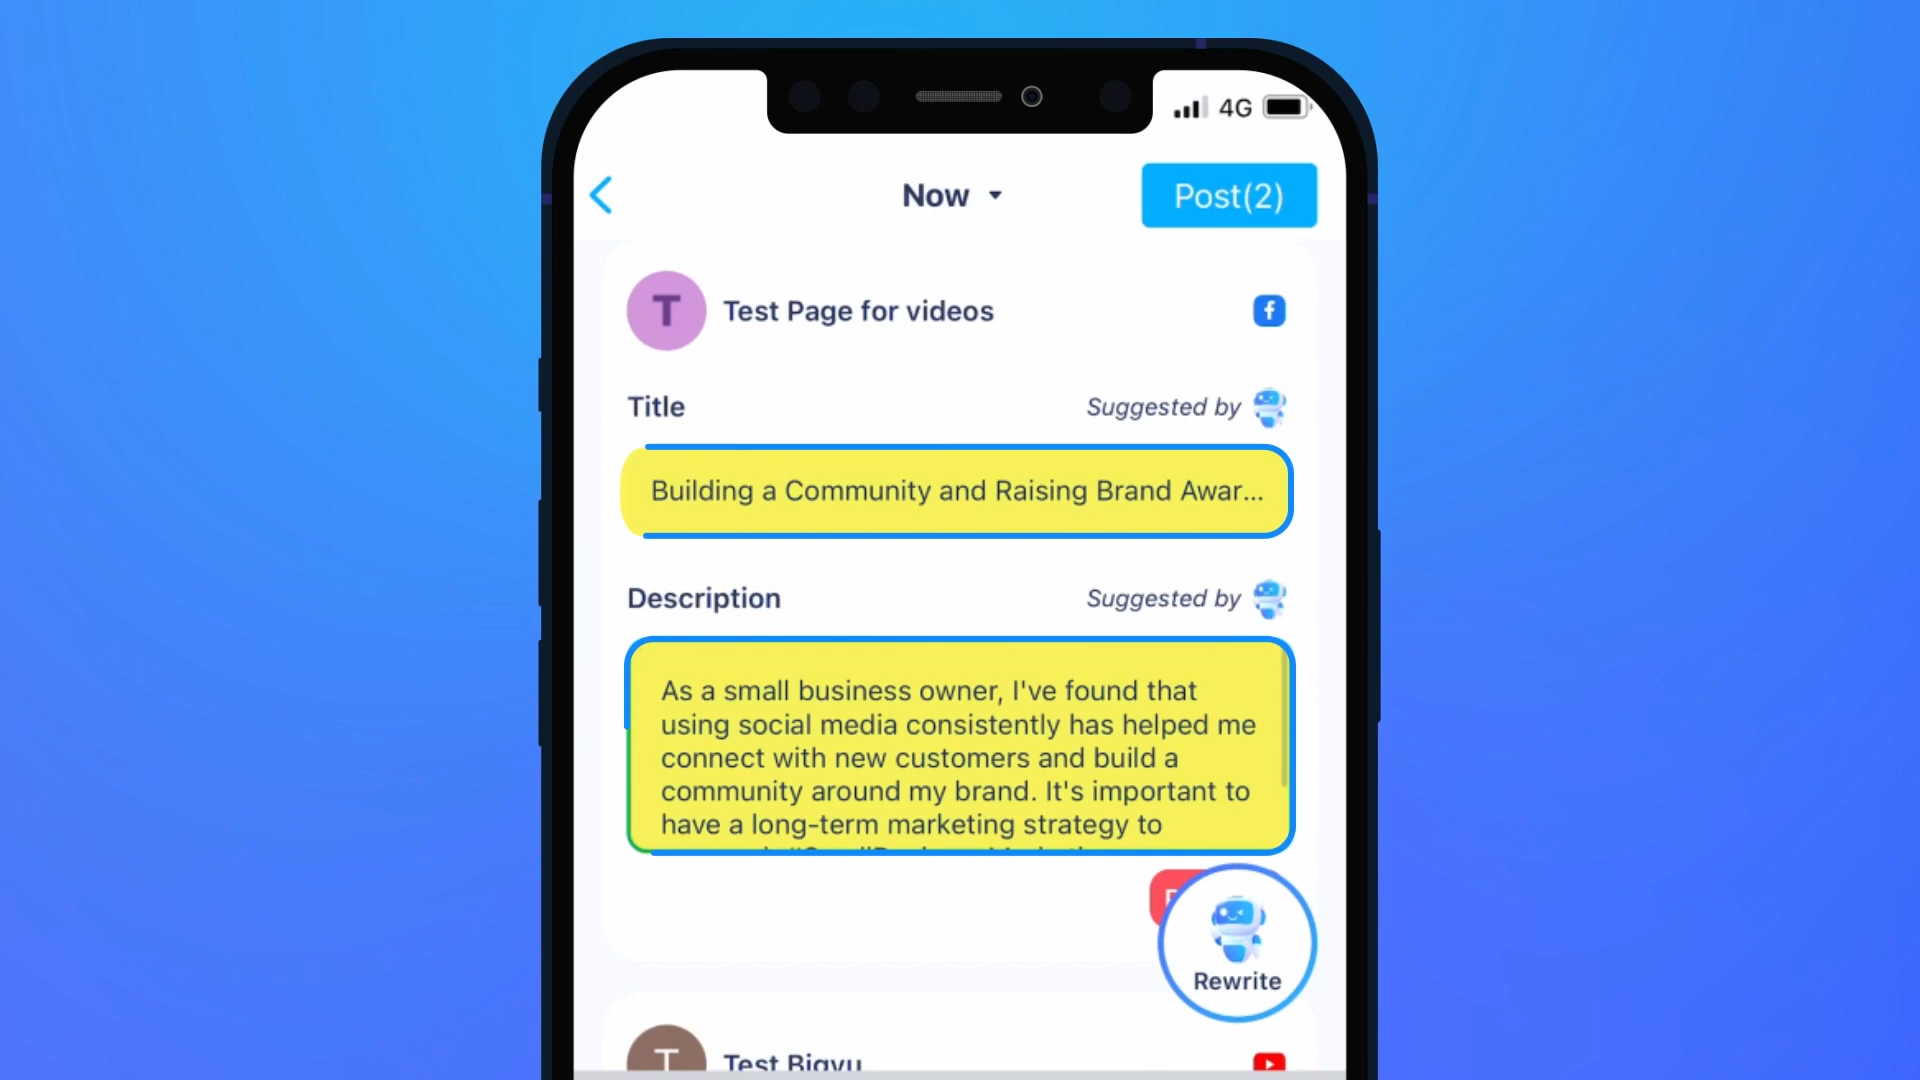 4G
Now
Post(2)
T
Test Page for videos
f
Title
Suggested by
Building a Community and Raising Brand Awar...
Description
Suggested by
As a small business owner, I've found that
using social media consistently has helped me
connect with new customers and build a
community around my brand. It's important to
have a long-term marketing strategy to
Rewrite
T
Test Bigvu